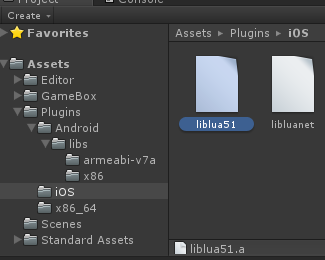 Project
Console
Create
Favorites
Assets
Editor
GameBox
Plugins
Android
libs
armeabi-v7a
x86
iOS
x86_64
Scenes
Standard Assets
Assets ▸ Plugins ▸ iOS
liblua51
libluanet
liblua51.a